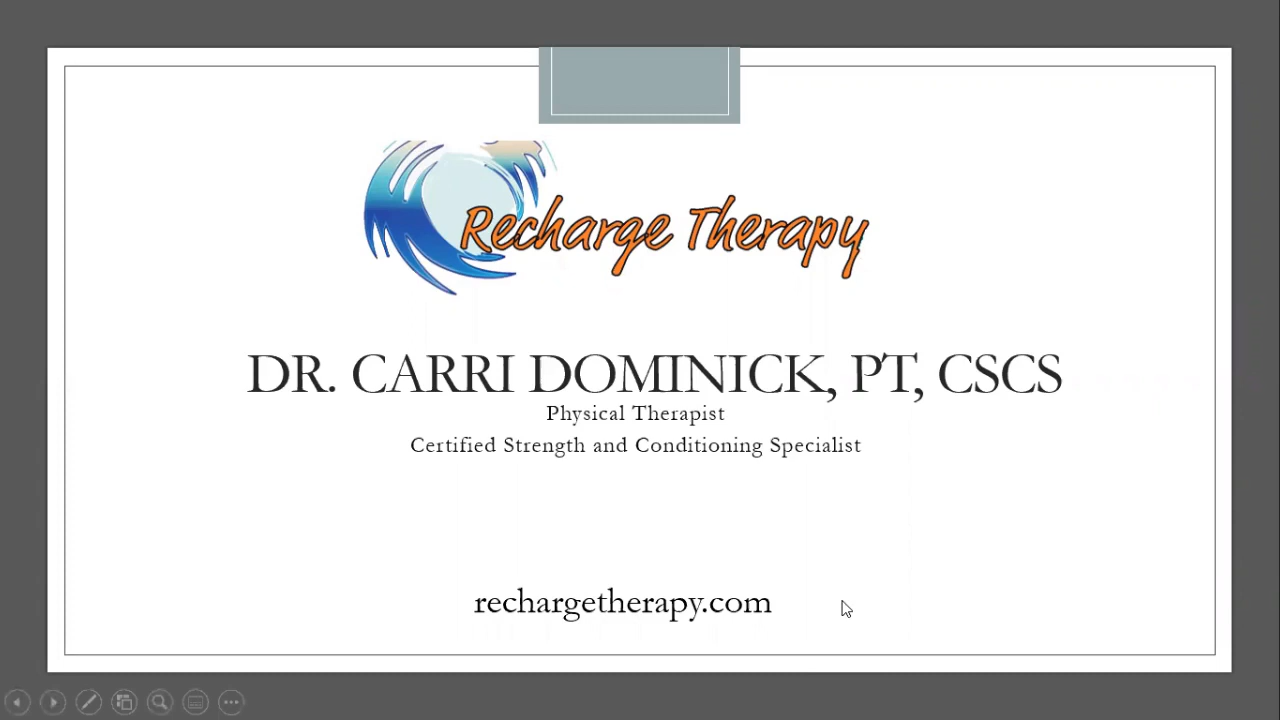 Recharge Therapy
DR. CARRI DOMINICK, PT, CSCS
Physical Therapist
Certified Strength and Conditioning Specialist
rechargetherapy.com